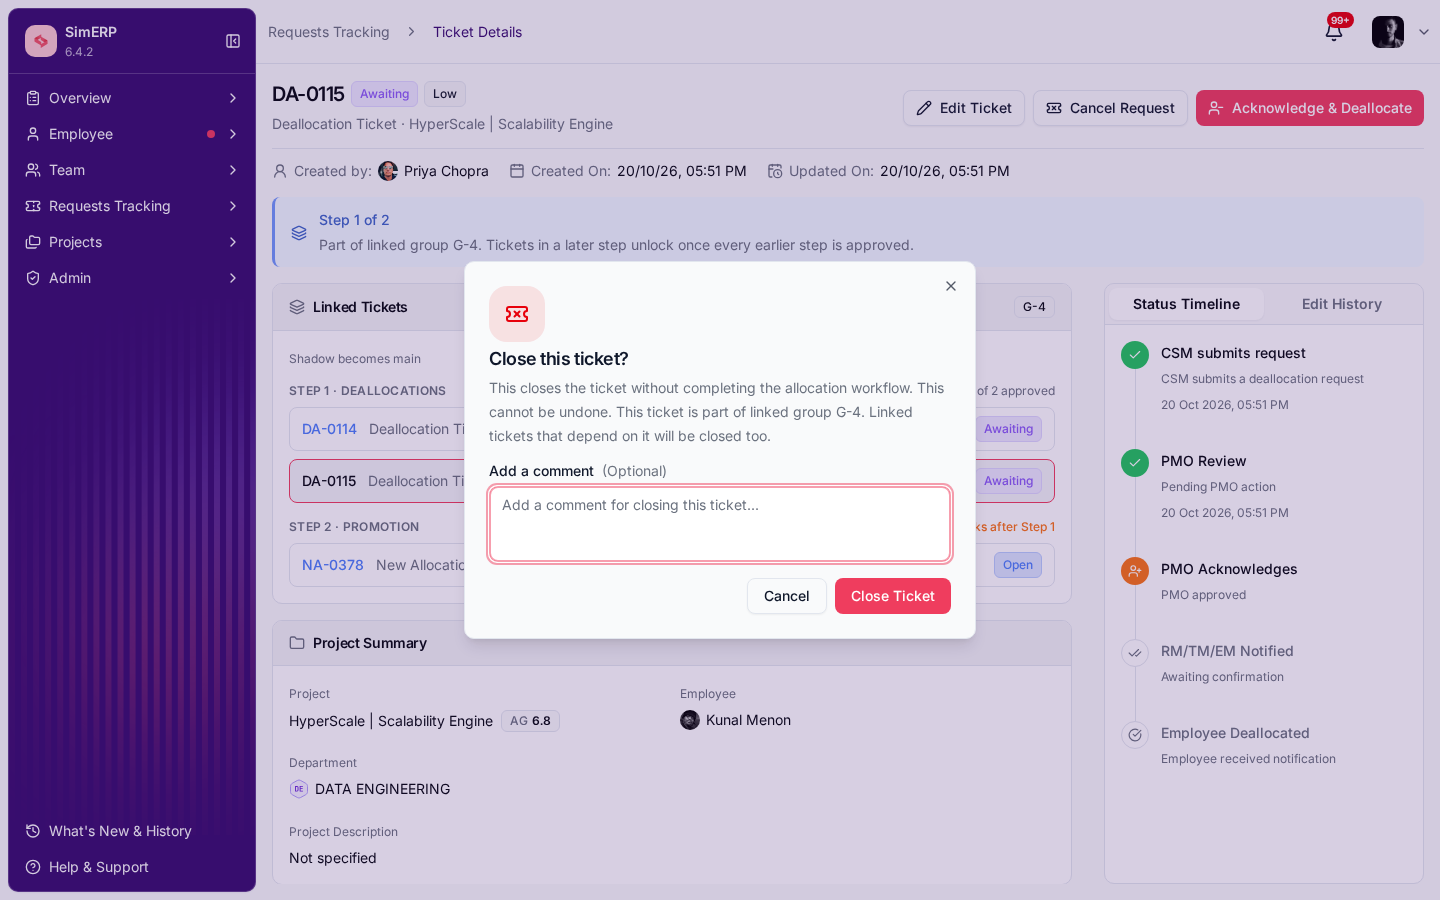 SimERP
6.4.2
Overview
Employee
Team
Requests Tracking
Projects
Admin
What's New & History
Help & Support
Requests Tracking
Ticket Details
99+
DA-0115
Awaiting
Low
Deallocation Ticket · HyperScale | Scalability Engine
Edit Ticket
Cancel Request
Acknowledge & Deallocate
Created by: Priya Chopra
Created On: 20/10/26, 05:51 PM
Updated On: 20/10/26, 05:51 PM
Step 1 of 2
Part of linked group G-4. Tickets in a later step unlock once every earlier step is approved.
Linked Tickets
G-4
Shadow becomes main
STEP 1 · DEALLOCATIONS
of 2 approved
DA-0114
Deallocation
Awaiting
DA-0115
Deallocation
Awaiting
STEP 2 · PROMOTION
after Step 1
NA-0378
New
Open
Close this ticket?
This closes the ticket without completing the allocation workflow. This
cannot be undone. This ticket is part of linked group G-4. Linked
tickets that depend on it will be closed too.
Add a comment (Optional)
Add a comment for closing this ticket...
Cancel
Close Ticket
Project Summary
Project
HyperScale | Scalability Engine
AG 6.8
Employee
Kunal Menon
Department
DE
DATA ENGINEERING
Project Description
Not specified
Status Timeline
Edit History
CSM submits request
CSM submits a deallocation request
20 Oct 2026, 05:51 PM
PMO Review
Pending PMO action
20 Oct 2026, 05:51 PM
PMO Acknowledges
PMO approved
RM/TM/EM Notified
Awaiting confirmation
Employee Deallocated
Employee received notification